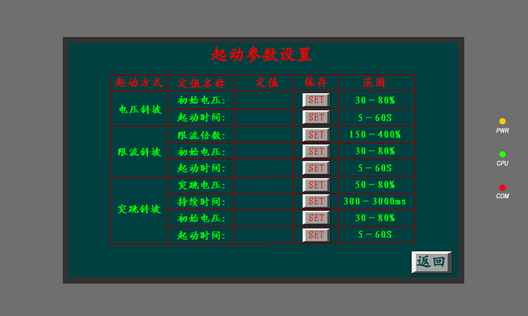 起动参数设置
起动方式 定值名称 定值 保存 范围
电压斜坡
初始电压: SET 30~80%
起动时间: SET 5~60S
限流斜坡
限流倍数: SET 150~400%
初始电压: SET 30~80%
起动时间: SET 5~60S
突跳斜坡
突跳电压: SET 50~80%
持续时间: SET 300~3000ms
初始电压: SET 30~80%
起动时间: SET 5~60S
返回
PWR
CPU
COM